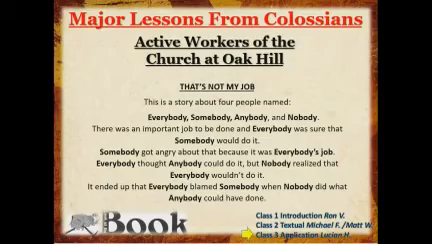 Major Lessons From Colossians
Active Workers of the
Church at Oak Hill
THAT'S NOT MY JOB
This is a story about four people named:
Everybody, Somebody, Anybody, and Nobody.
There was an important job to be done and Everybody was sure that
Somebody would do it.
Somebody got angry about that because it was Everybody's job.
Everybody thought Anybody could do it, but Nobody realized that
Everybody wouldn't do it.
It ended up that Everybody blamed Somebody when Nobody did what
Anybody could have done.
Book
Class 1 Introduction Ron V.
Class 2 Textual Michael F./Matt W.
Class 3 Application Lucien H.